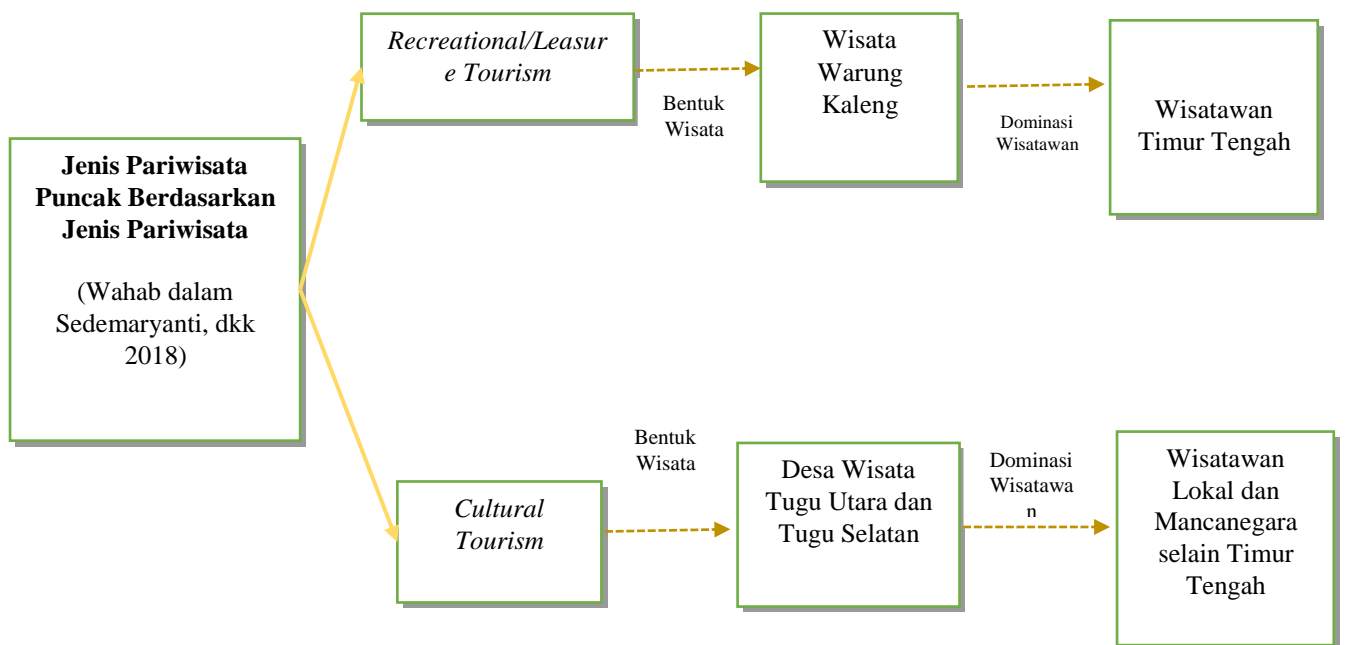 Jenis Pariwisata
Puncak Berdasarkan
Jenis Pariwisata
(Wahab dalam
Sedemaryanti, dkk
2018)
Recreational/Leasur
e Tourism
Bentuk
Wisata
Wisata
Warung
Kaleng
Dominasi
Wisatawan
Wisatawan
Timur Tengah
Cultural
Tourism
Bentuk
Wisata
Desa Wisata
Tugu Utara dan
Tugu Selatan
Dominasi
Wisatawa
n
Wisatawan
Lokal dan
Mancanegara
selain Timur
Tengah